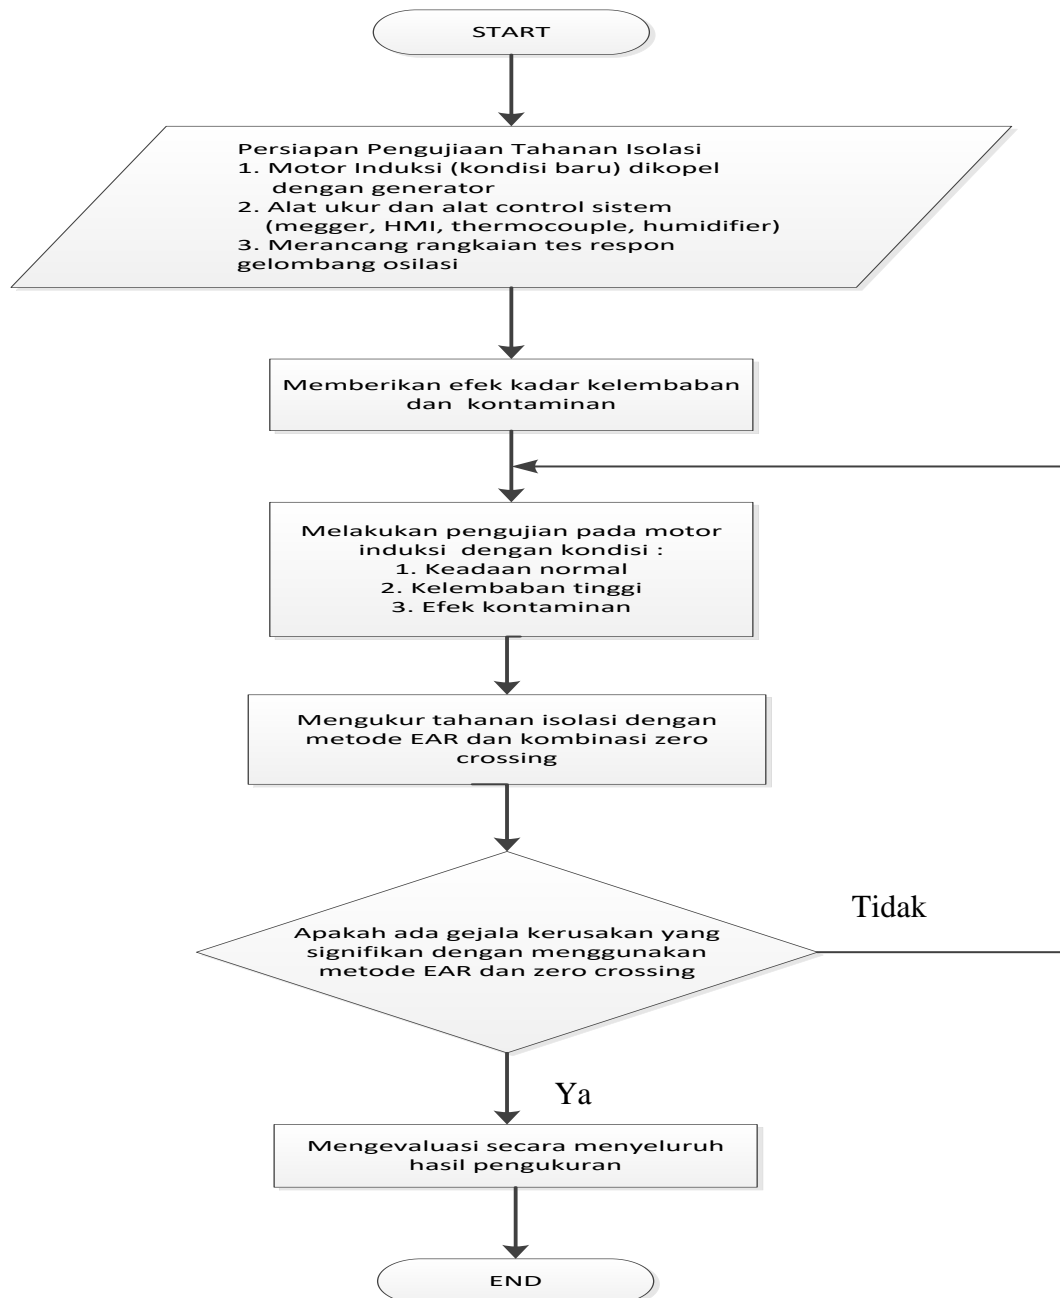 START
Persiapan Pengujiaan Tahanan Isolasi
1. Motor Induksi (kondisi baru) dikopel
dengan generator
2. Alat ukur dan alat control sistem
(megger, HMI, thermocouple, humidifier)
3. Merancang rangkaian tes respon
gelombang osilasi
Memberikan efek kadar kelembaban
dan kontaminan
Melakukan pengujian pada motor
induksi dengan kondisi :
1. Keadaan normal
2. Kelembaban tinggi
3. Efek kontaminan
Mengukur tahanan isolasi dengan
metode EAR dan kombinasi zero
crossing
Apakah ada gejala kerusakan yang
signifikan dengan menggunakan
metode EAR dan zero crossing
Tidak
Ya
Mengevaluasi secara menyeluruh
hasil pengukuran
END